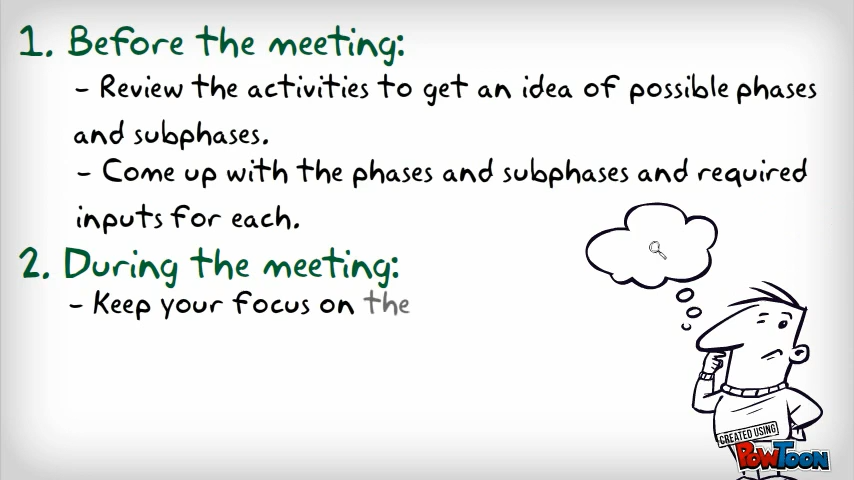 1. Before the meeting:
- Review the activities to get an idea of possible phases
and subphases.
- Come up with the phases and subphases and required
inputs for each.
2. During the meeting:
- Keep your focus on the
CREATED USING
POWTOON